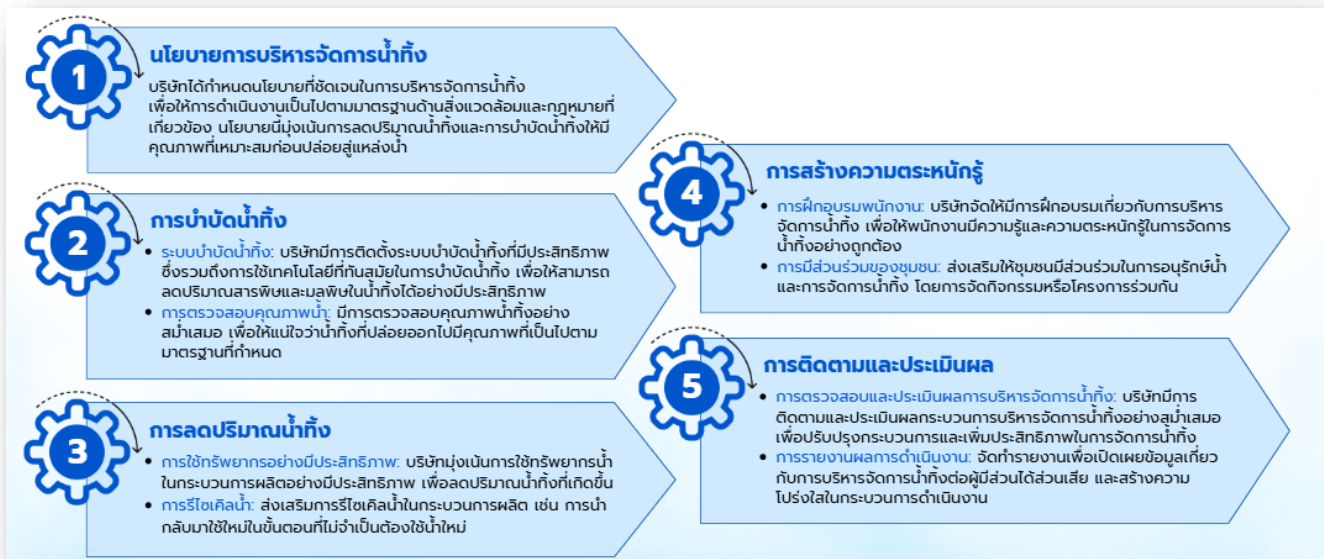 1
นโยบายการบริหารจัดการน้ำทิ้ง
บริษัทได้กำหนดนโยบายที่ชัดเจนในการบริหารจัดการน้ำทิ้ง
เพื่อให้การดำเนินงานเป็นไปตามมาตรฐานด้านสิ่งแวดล้อมและกฎหมายที่
เกี่ยวข้อง นโยบายนี้มุ่งเน้นการลดปริมาณน้ำทิ้งและการบำบัดน้ำทิ้งให้มี
คุณภาพที่เหมาะสมก่อนปล่อยสู่แหล่งน้ำ
2
การบำบัดน้ำทิ้ง
• ระบบบำบัดน้ำทิ้ง: บริษัทมีการติดตั้งระบบบำบัดน้ำทิ้งที่มีประสิทธิภาพ
ซึ่งรวมถึงการใช้เทคโนโลยีที่ทันสมัยในการบำบัดน้ำทิ้ง เพื่อให้สามารถ
ลดปริมาณสารพิษและมลพิษในน้ำทิ้งได้อย่างมีประสิทธิภาพ
• การตรวจสอบคุณภาพน้ำ: มีการตรวจสอบคุณภาพน้ำทิ้งอย่าง
สม่ำเสมอ เพื่อให้แน่ใจว่าน้ำทิ้งที่ปล่อยออกไปมีคุณภาพที่เป็นไปตาม
มาตรฐานที่กำหนด
3
การลดปริมาณน้ำทิ้ง
• การใช้ทรัพยากรอย่างมีประสิทธิภาพ: บริษัทมุ่งเน้นการใช้ทรัพยากรน้ำ
ในกระบวนการผลิตอย่างมีประสิทธิภาพ เพื่อลดปริมาณน้ำทิ้งที่เกิดขึ้น
• การรีไซเคิลน้ำ: ส่งเสริมการรีไซเคิลน้ำในกระบวนการผลิต เช่น การนำ
กลับมาใช้ใหม่ในขั้นตอนที่ไม่จำเป็นต้องใช้น้ำใหม่
4
การสร้างความตระหนักรู้
• การฝึกอบรมพนักงาน: บริษัทจัดให้มีการฝึกอบรมเกี่ยวกับการบริหาร
จัดการน้ำทิ้ง เพื่อให้พนักงานมีความรู้และความตระหนักรู้ในการจัดการ
น้ำทิ้งอย่างถูกต้อง
• การมีส่วนร่วมของชุมชน: ส่งเสริมให้ชุมชนมีส่วนร่วมในการอนุรักษ์น้ำ
และการจัดการน้ำทิ้ง โดยการจัดกิจกรรมหรือโครงการร่วมกัน
5
การติดตามและประเมินผล
• การตรวจสอบและประเมินผลการบริหารจัดการน้ำทิ้ง: บริษัทมีการ
ติดตามและประเมินผลกระบวนการบริหารจัดการน้ำทิ้งอย่างสม่ำเสมอ
เพื่อปรับปรุงกระบวนการและเพิ่มประสิทธิภาพในการจัดการน้ำทิ้ง
• การรายงานผลการดำเนินงาน: จัดทำรายงานเพื่อเปิดเผยข้อมูลเกี่ยว
กับการบริหารจัดการน้ำทิ้งต่อผู้มีส่วนได้ส่วนเสีย และสร้างความ
โปร่งใสในกระบวนการดำเนินงาน